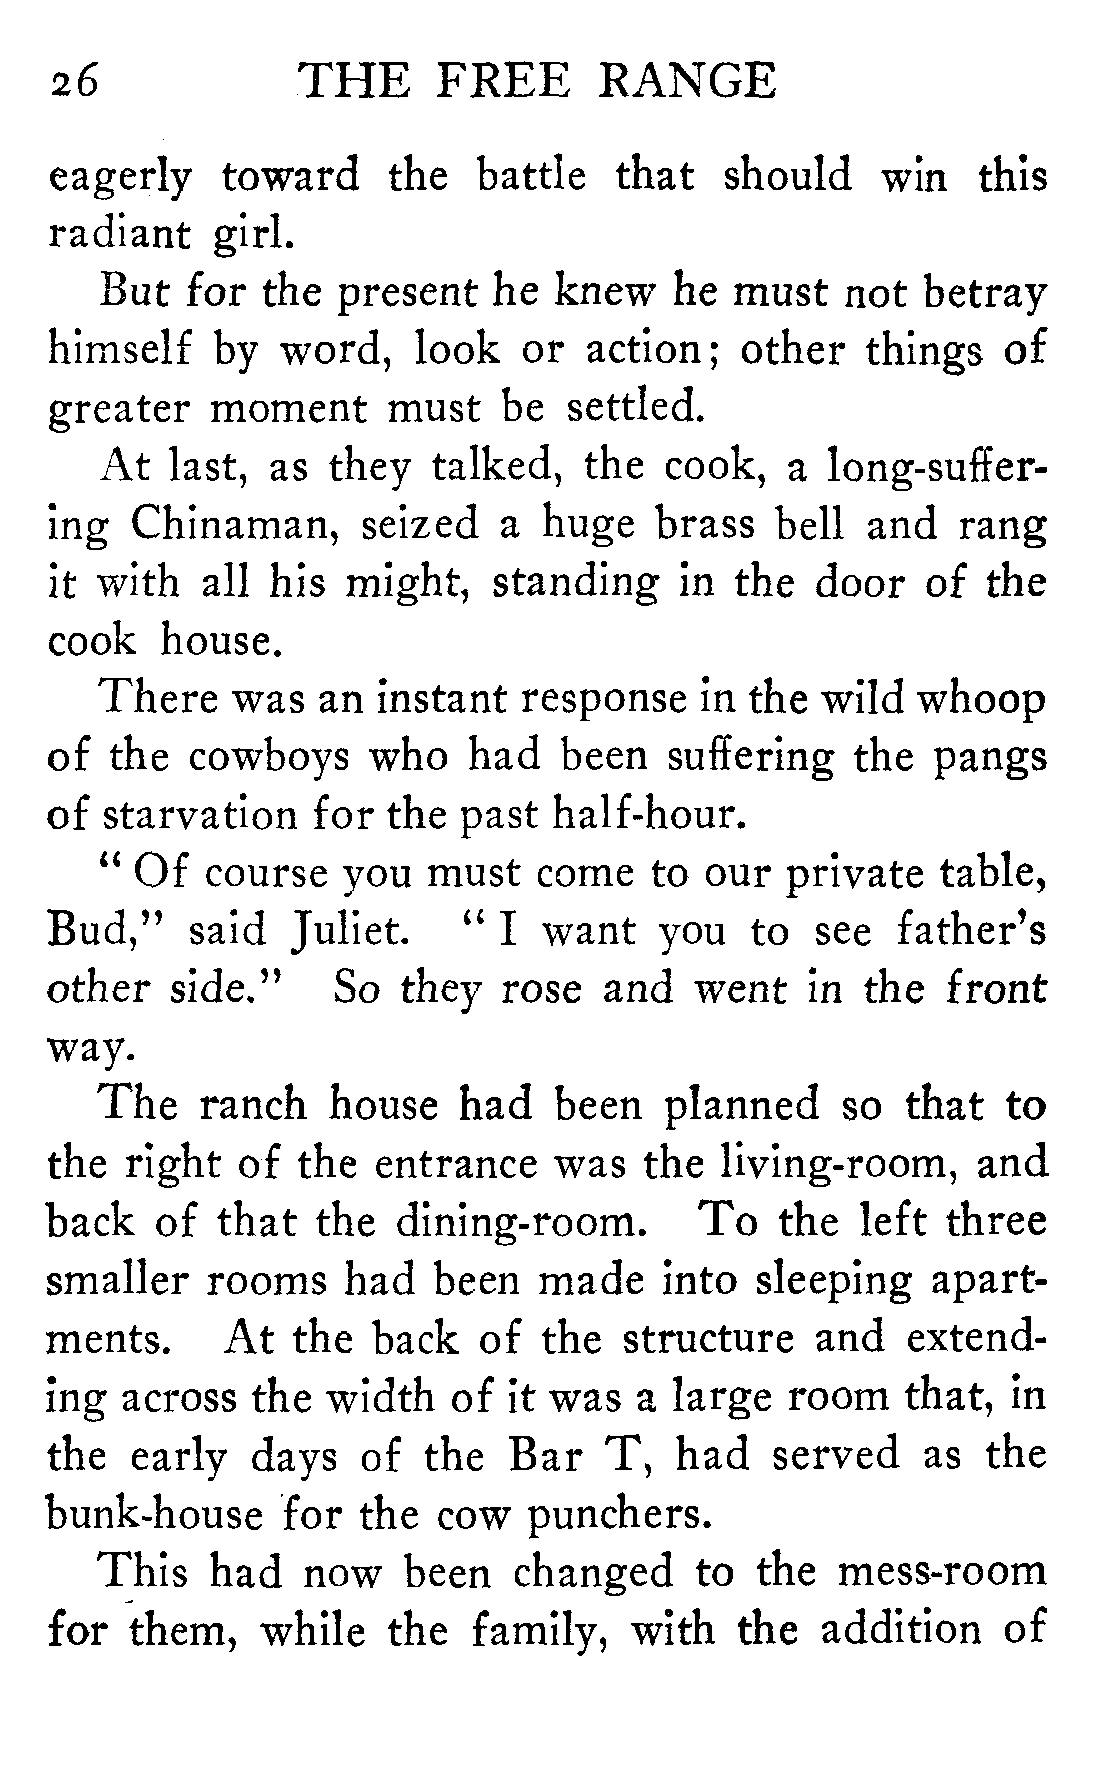 26 THE FREE RANGE
eagerly toward the battle that should win this
radiant girl.
But for the present he knew he must not betray
himself by word, look or action; other things of
greater moment must be settled.
At last, as they talked, the cook, a long-suffer-
ing Chinaman, seized a huge brass bell and rang
it with all his might, standing in the door of the
cook house.
There was an instant response in the wild whoop
of the cowboys who had been suffering the pangs
of starvation for the past half-hour.
“ Of course you must come to our private table,
Bud,” said Juliet. “ I want you to see father’s
other side.” So they rose and went in the front
way.
The ranch house had been planned so that to
the right of the entrance was the living-room, and
back of that the dining-room. To the left three
smaller rooms had been made into sleeping apart-
ments. At the back of the structure and extend-
ing across the width of it was a large room that, in
the early days of the Bar T, had served as the
bunk-house for the cow punchers.
This had now been changed to the mess-room
for them, while the family, with the addition of